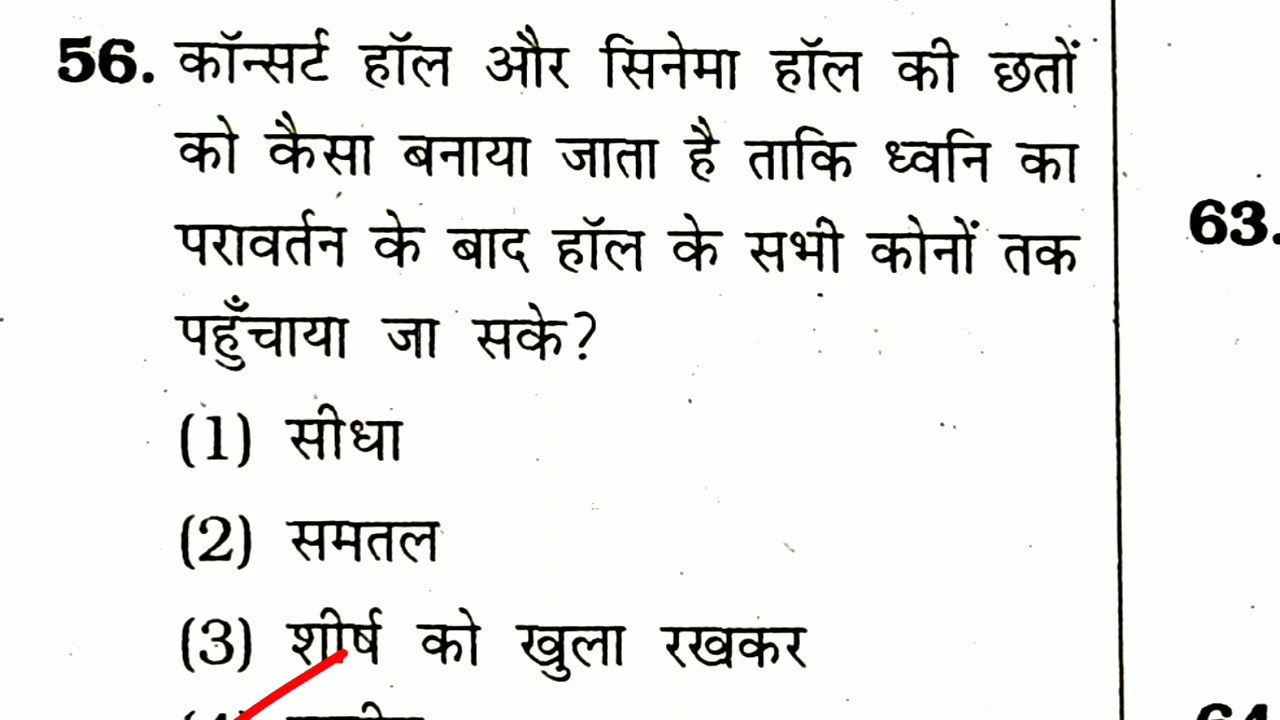 56. कॉन्सर्ट हॉल और सिनेमा हॉल की छतों
को कैसा बनाया जाता है ताकि ध्वनि का
परावर्तन के बाद हॉल के सभी कोनों तक
पहुँचाया जा सके?
63.
(1) सीधा
(2) समतल
(3) शीर्ष को खुला रखकर